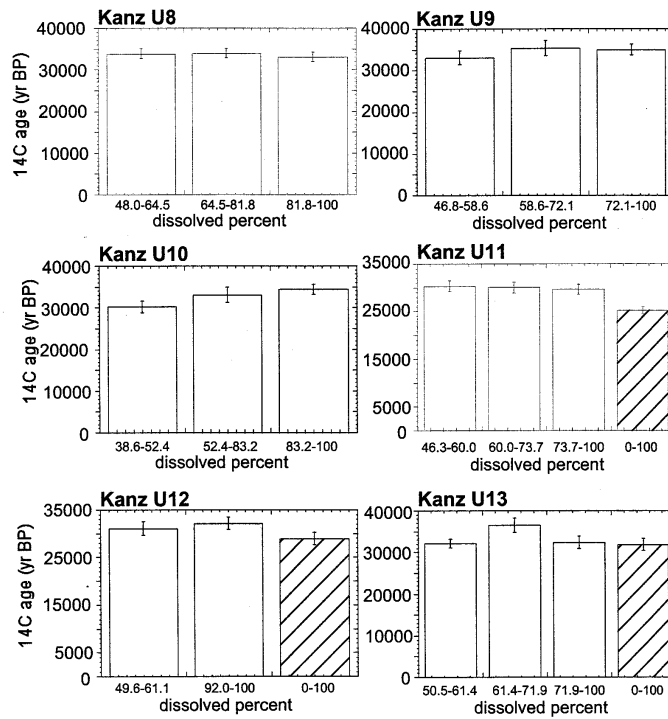 Kanz U8
14C age (yr BP)
40000
30000
20000
10000
0
48.0-64.5 64.5-81.8 81.8-100
dissolved percent
Kanz U9
40000
30000
20000
10000
0
46.8-58.6 58.6-72.1 72.1-100
dissolved percent
Kanz U10
14C age (yr BP)
40000
30000
20000
10000
0
38.6-52.4 52.4-83.2 83.2-100
dissolved percent
Kanz U11
35000
25000
15000
5000
0
46.3-60.0 60.0-73.7 73.7-100 0-100
dissolved percent
Kanz U12
14C age (yr BP)
35000
25000
15000
5000
0
49.6-61.1 92.0-100 0-100
dissolved percent
Kanz U13
40000
30000
20000
10000
0
50.5-61.4 61.4-71.9 71.9-100 0-100
dissolved percent